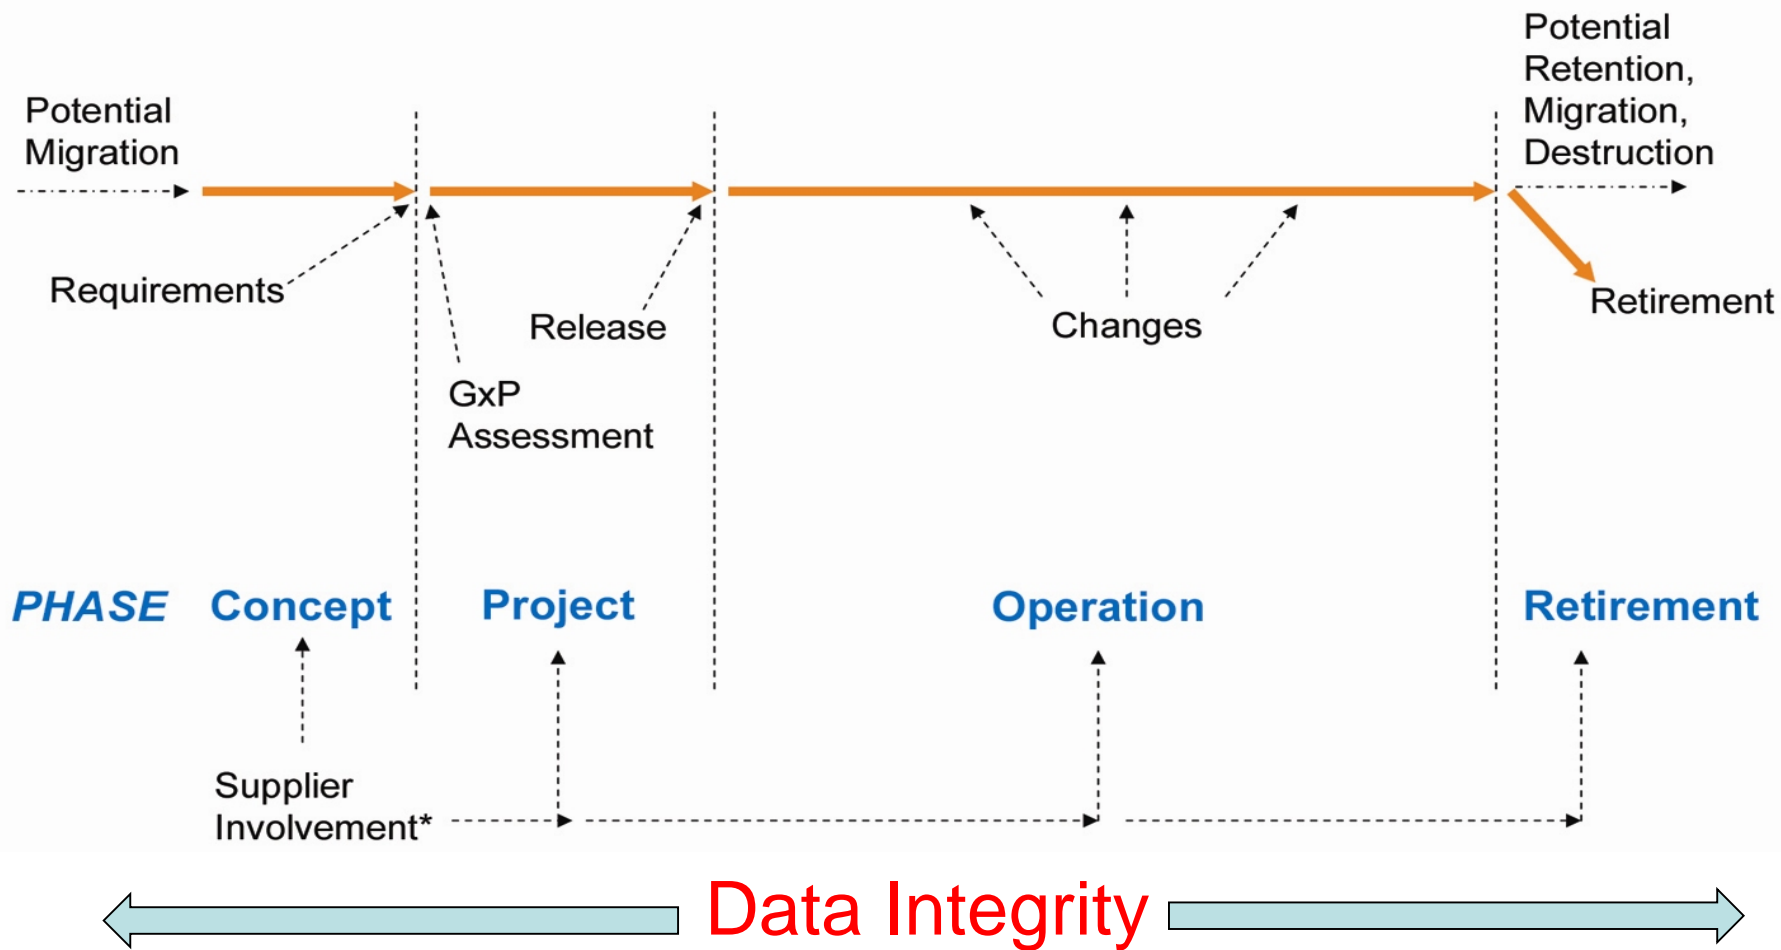 Potential
Retention,
Migration,
Destruction
Potential
Migration
Requirements
Release
Changes
Retirement
GxP
Assessment
PHASE Concept Project Operation Retirement
Supplier
Involvement*
Data Integrity